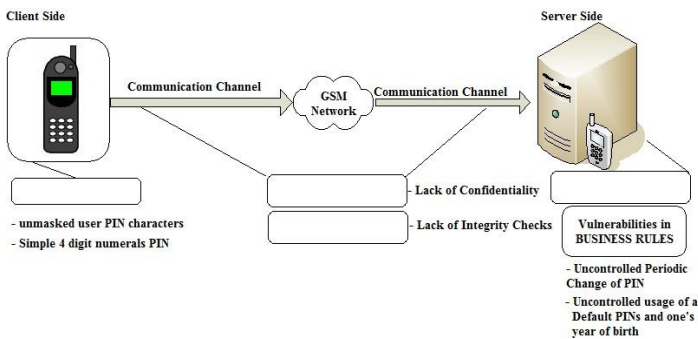 Client Side
Server Side
Communication Channel
GSM
Network
Communication Channel
- Lack of Confidentiality
- unmasked user PIN characters
- Simple 4 digit numerals PIN
- Lack of Integrity Checks
Vulnerabilities in
BUSINESS RULES
- Uncontrolled Periodic
Change of PIN
- Uncontrolled usage of a
Default PINs and one's
year of birth